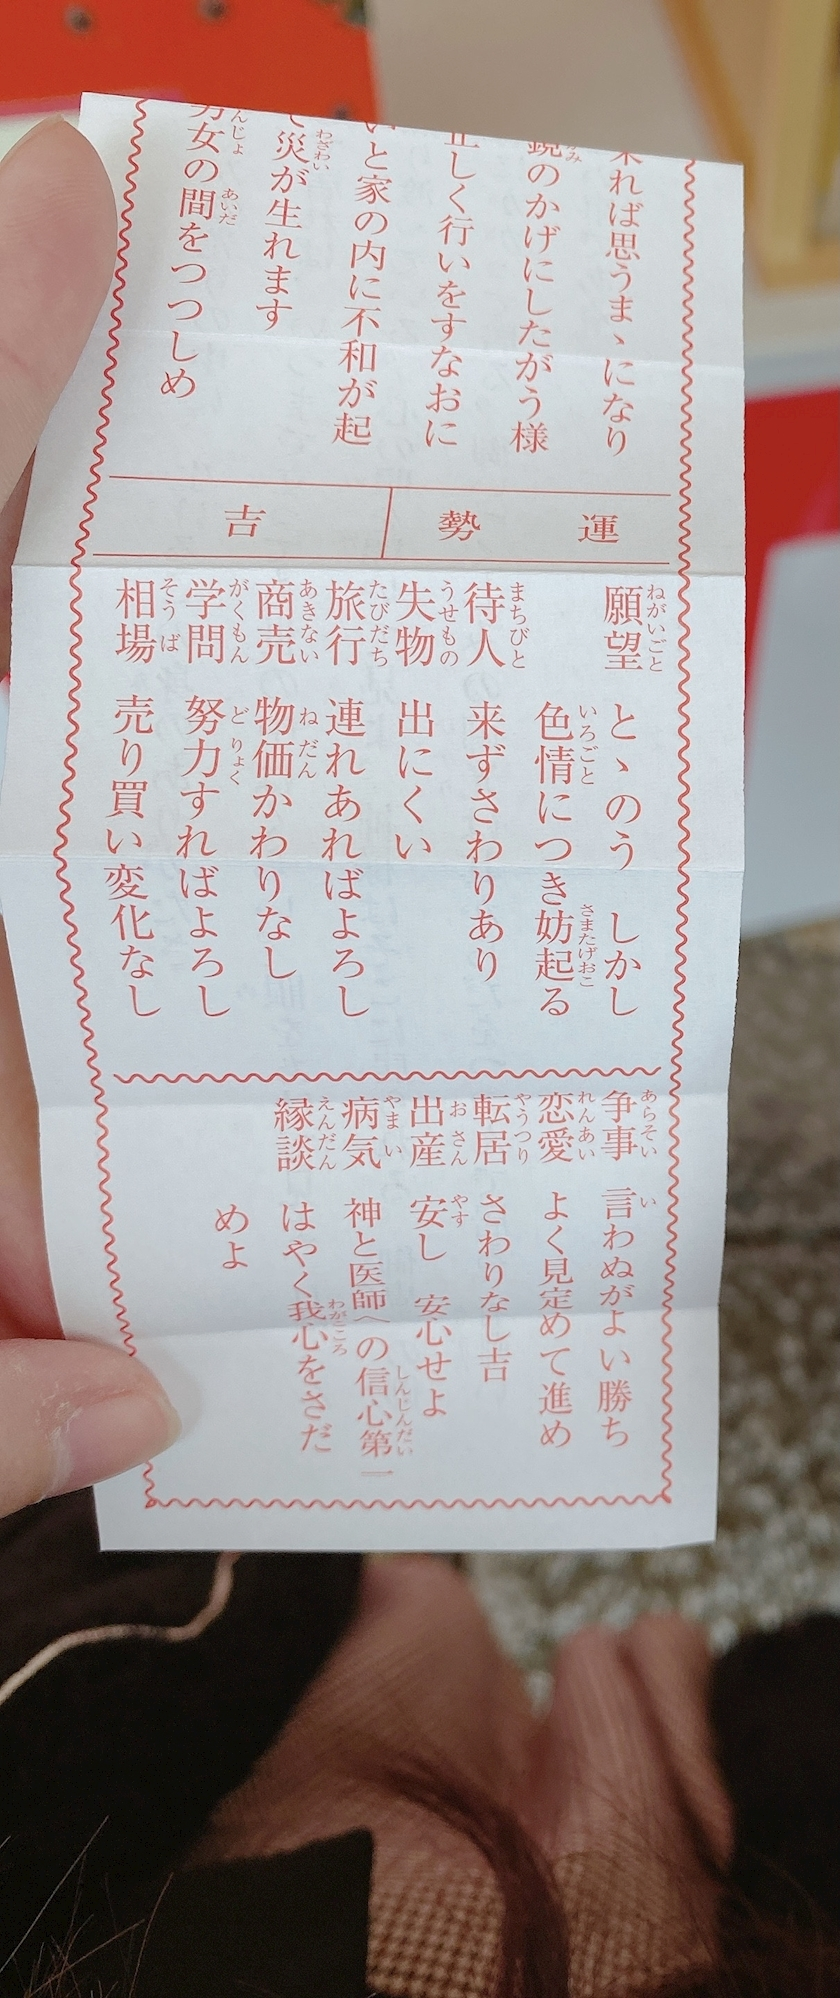 来れば思うまゝになり
鏡のかげにしたがう様
正しく行いをすなおに
いと家の内に不和が起
て災が生れます
男女の間をつつしめ
運勢 吉
願望 とゝのう しかし
色情につき妨起る
待人 来ずさわりあり
失物 出にくい
旅行 連れあればよろし
商売 物価かわりなし
学問 努力すればよろし
相場 売り買い変化なし
争事 言わぬがよい勝ち
恋愛 よく見定めて進め
転居 さわりなし吉
出産 安し 安心せよ
病気 神と医師への信心第一
縁談 はやく我心をさだ
めよ